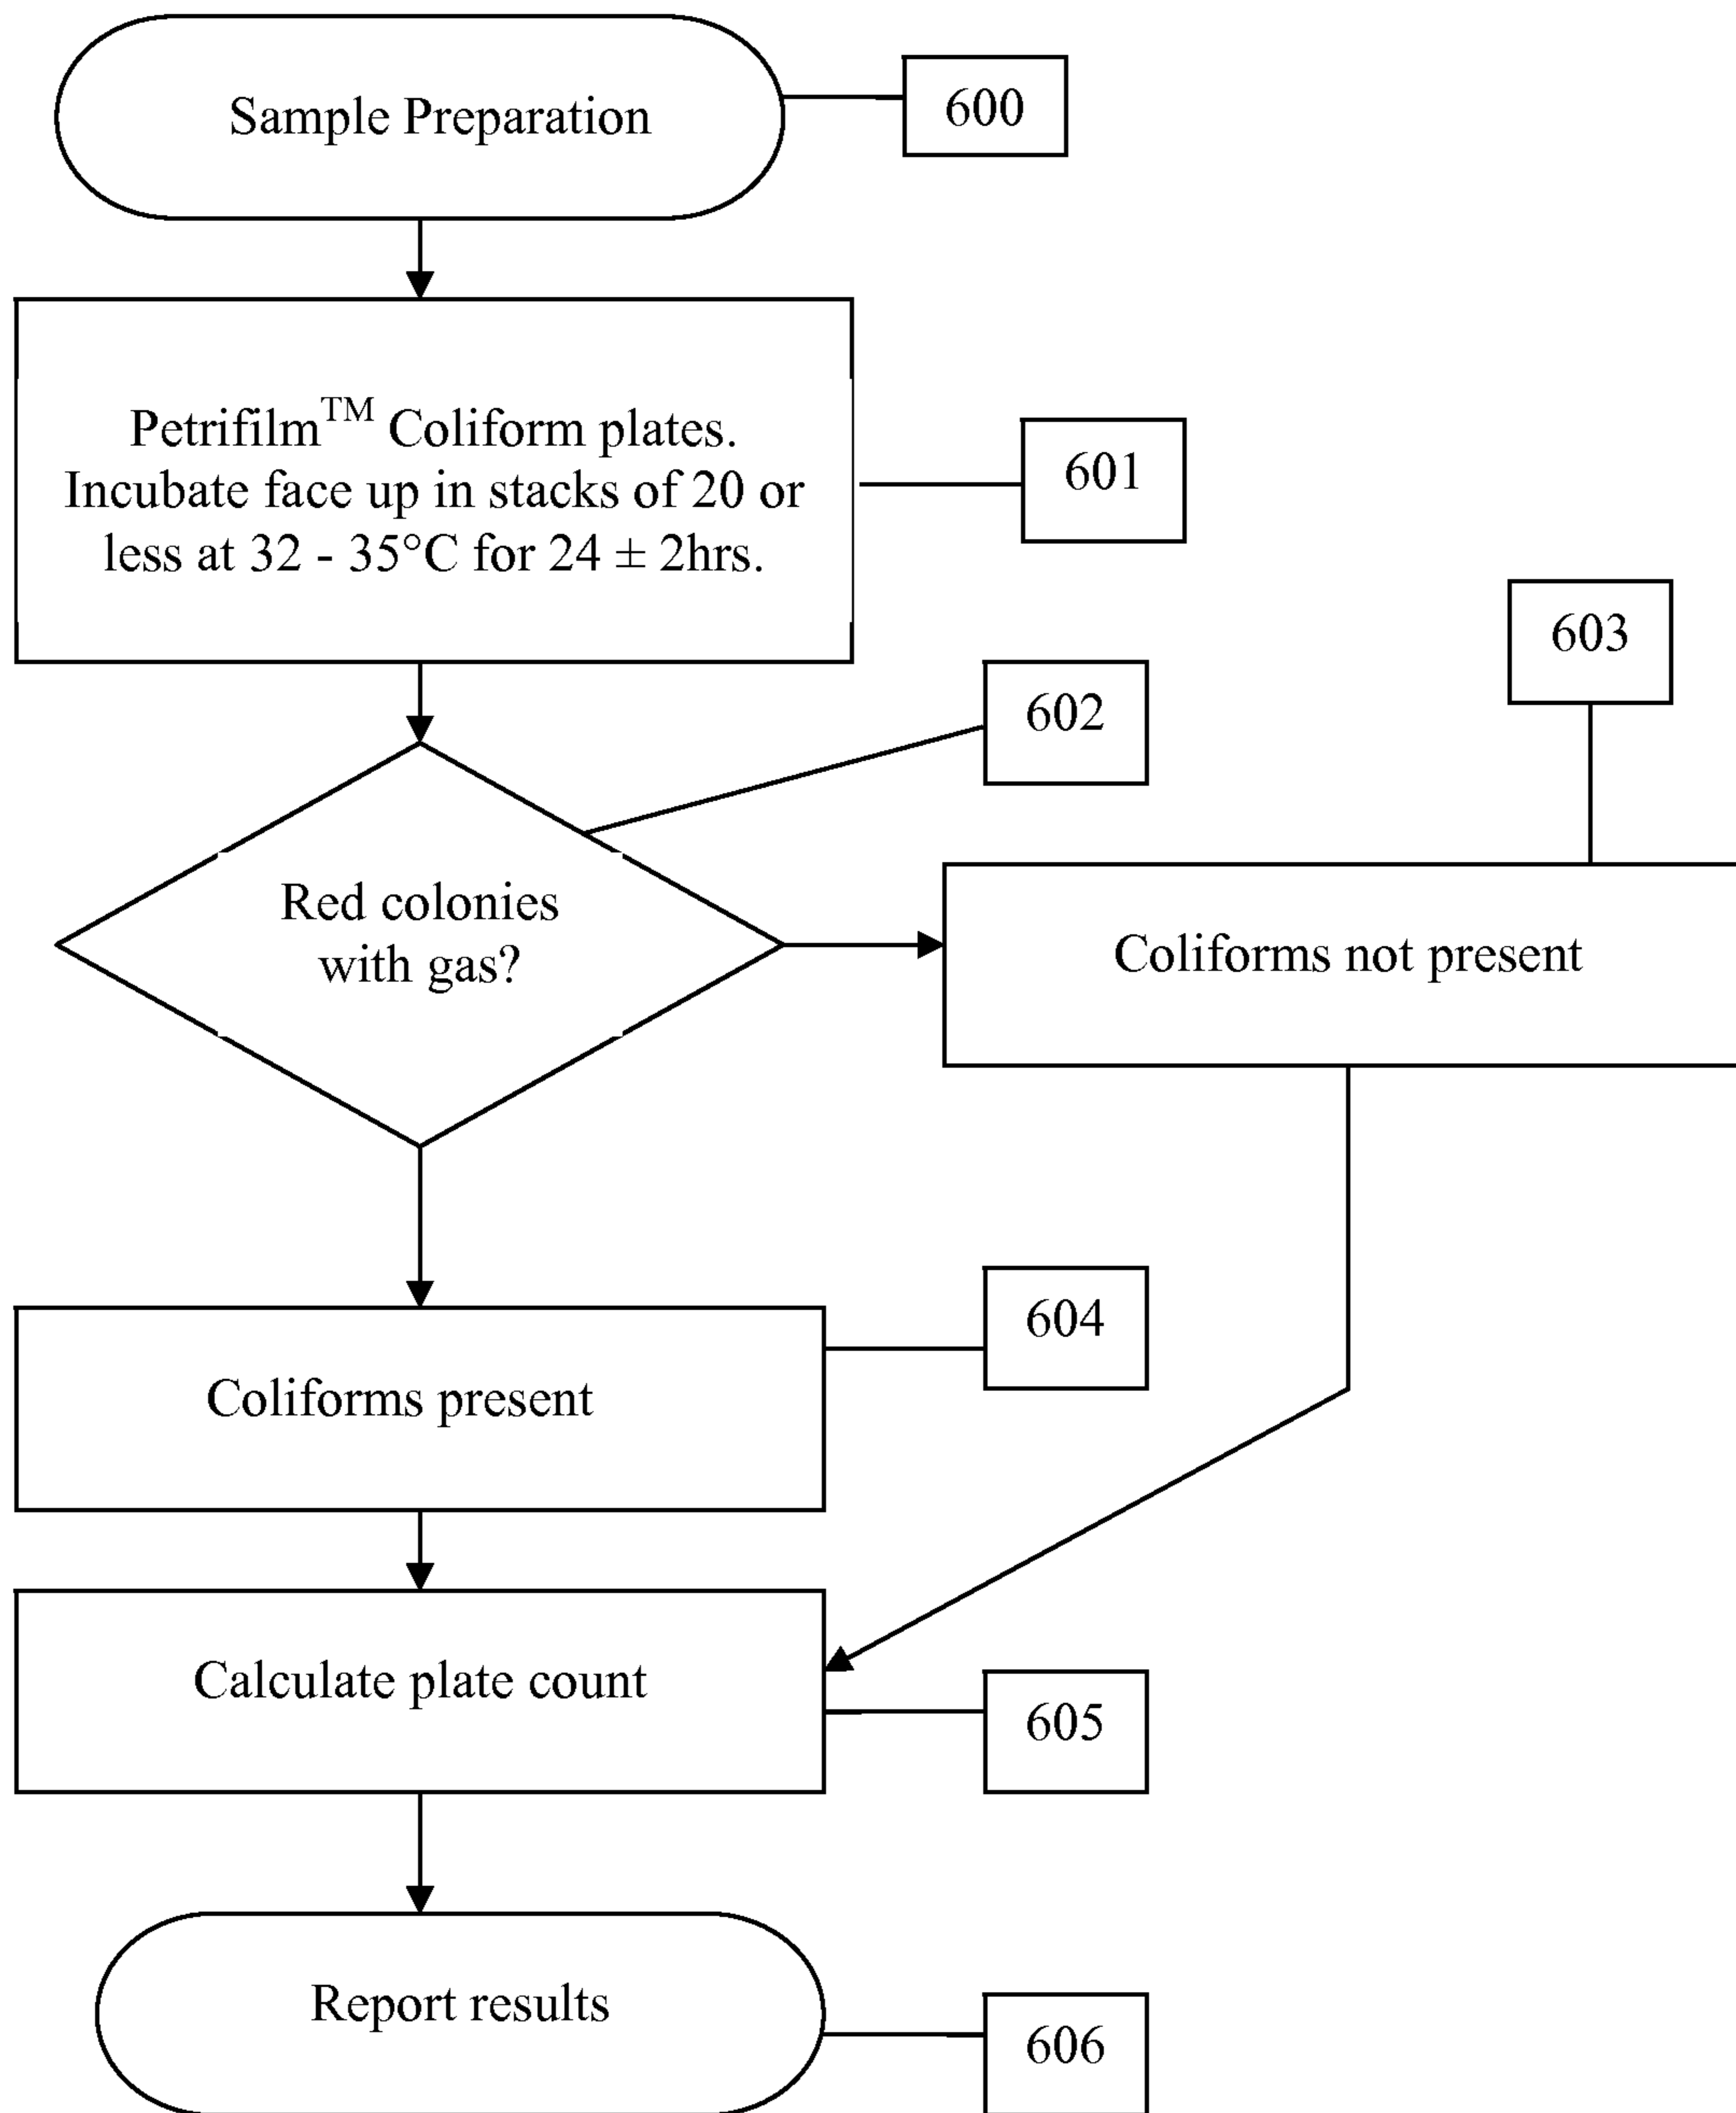 Sample Preparation
600
Petrifilm™ Coliform plates.
Incubate face up in stacks of 20 or
less at 32 - 35°C for 24 ± 2hrs.
601
602
603
Red colonies
with gas?
Coliforms not present
604
Coliforms present
Calculate plate count
605
Report results
606